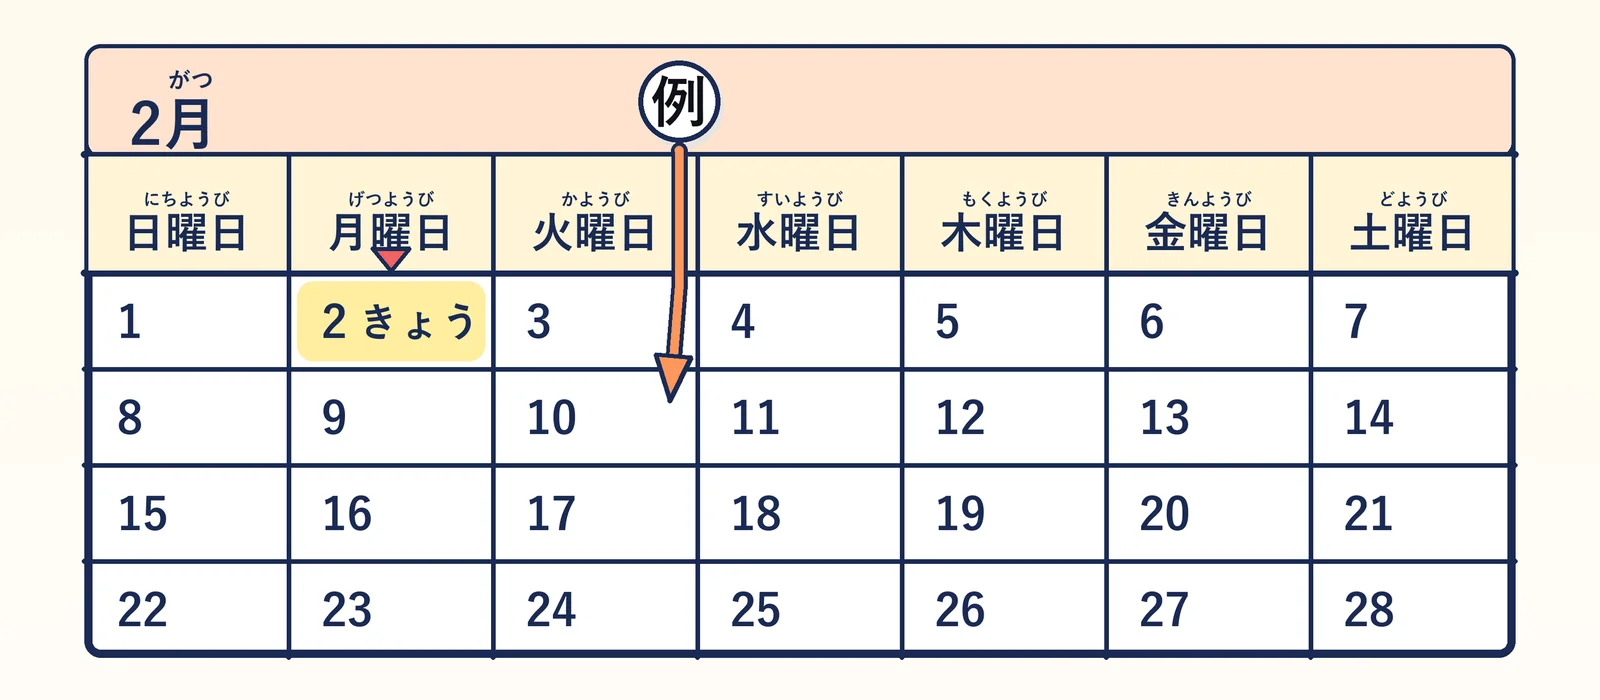 がつ
2月
例
にちようび げつようび かようび すいようび もくようび きんようび どようび
日曜日 月曜日 火曜日 水曜日 木曜日 金曜日 土曜日
1 2 きょう 3 4 5 6 7
8 9 10 11 12 13 14
15 16 17 18 19 20 21
22 23 24 25 26 27 28